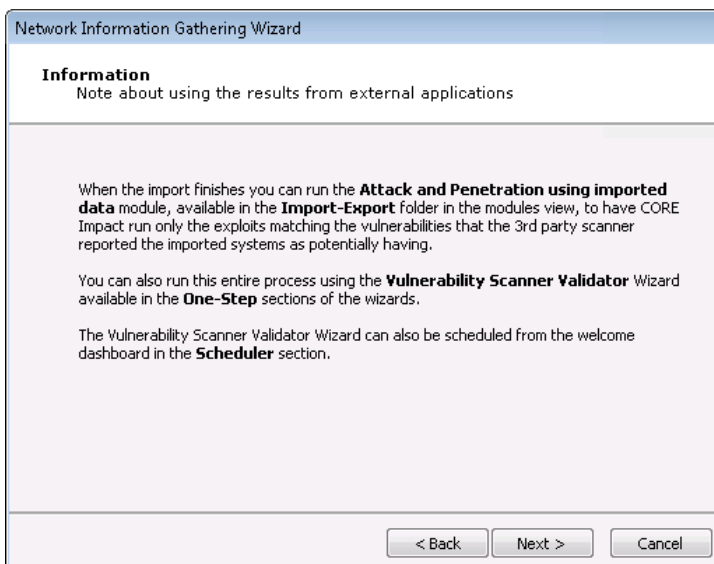 Network Information Gathering Wizard
Information
Note about using the results from external applications
When the import finishes you can run the Attack and Penetration using imported
data module, available in the Import-Export folder in the modules view, to have CORE
Impact run only the exploits matching the vulnerabilities that the 3rd party scanner
reported the imported systems as potentially having.
You can also run this entire process using the Vulnerability Scanner Validator Wizard
available in the One-Step sections of the wizards.
The Vulnerability Scanner Validator Wizard can also be scheduled from the welcome
dashboard in the Scheduler section.
< Back Next > Cancel